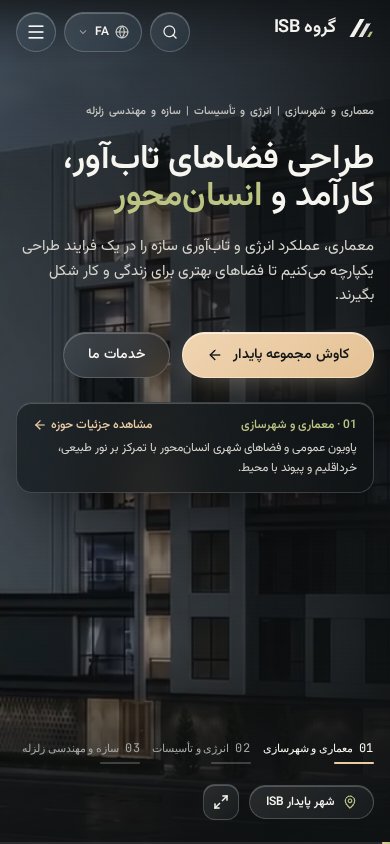 گروه ISB
FA
معماری و شهرسازی | انرژی و تأسیسات | سازه و مهندسی زلزله
طراحی فضاهای تاب‌آور،
کارآمد و انسان‌محور
معماری، عملکرد انرژی و تاب‌آوری سازه را در یک فرایند طراحی
یکپارچه می‌کنیم تا فضاهای بهتری برای زندگی و کار شکل
بگیرند.
کاوش مجموعه پایدار ←
خدمات ما
01 · معماری و شهرسازی
مشاهده جزئیات حوزه ←
پاویون عمومی و فضاهای شهری انسان‌محور با تمرکز بر نور طبیعی،
خرداقلیم و پیوند با محیط.
01 معماری و شهرسازی
02 انرژی و تأسیسات
03 سازه و مهندسی زلزله
شهر پایدار ISB